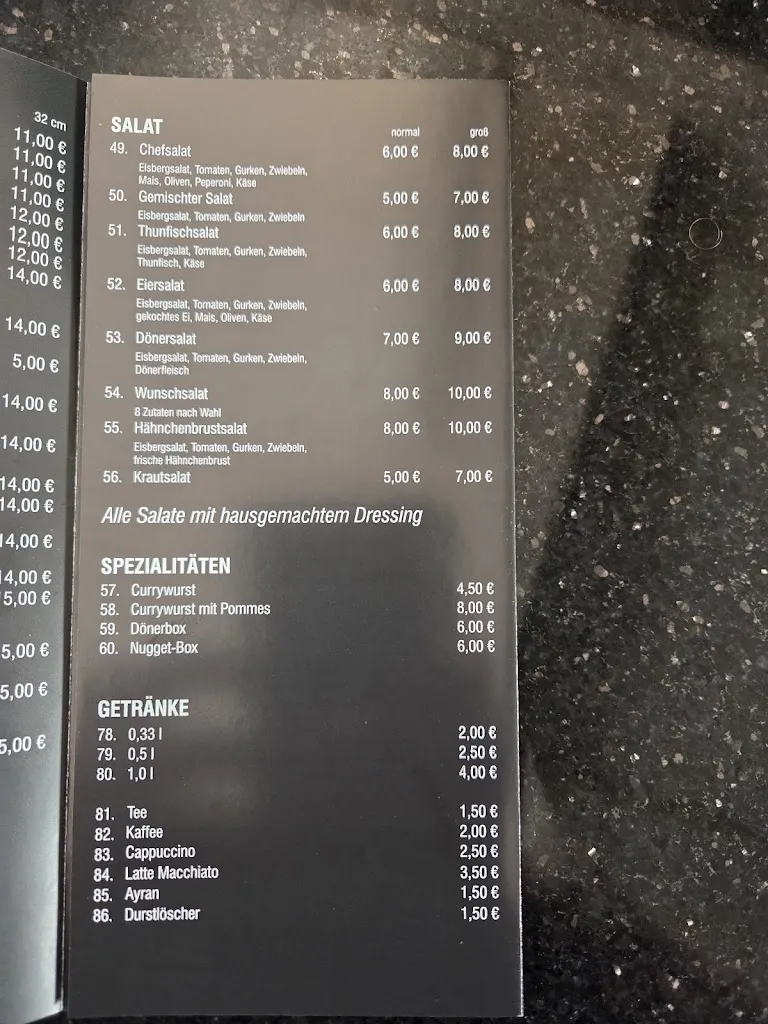 32 cm
11,00 €
11,00 €
11,00 €
11,00 €
12,00 €
12,00 €
12,00 €
14,00 €
14,00 €
5,00 €
14,00 €
14,00 €
14,00 €
14,00 €
14,00 €
14,00 €
5,00 €
5,00 €
5,00 €
5,00 €
SALAT normal groß
49. Chefsalat 6,00 € 8,00 €
Eisbergsalat, Tomaten, Gurken, Zwiebeln,
Mais, Oliven, Peperoni, Käse
50. Gemischter Salat 5,00 € 7,00 €
Eisbergsalat, Tomaten, Gurken, Zwiebeln
51. Thunfischsalat 6,00 € 8,00 €
Eisbergsalat, Tomaten, Gurken, Zwiebeln,
Thunfisch, Käse
52. Eiersalat 6,00 € 8,00 €
Eisbergsalat, Tomaten, Gurken, Zwiebeln,
gekochtes Ei, Mais, Oliven, Käse
53. Dönersalat 7,00 € 9,00 €
Eisbergsalat, Tomaten, Gurken, Zwiebeln,
Dönerfleisch
54. Wunschsalat 8,00 € 10,00 €
8 Zutaten nach Wahl
55. Hähnchenbrustsalat 8,00 € 10,00 €
Eisbergsalat, Tomaten, Gurken, Zwiebeln,
frische Hähnchenbrust
56. Krautsalat 5,00 € 7,00 €
Alle Salate mit hausgemachtem Dressing
SPEZIALITÄTEN
57. Currywurst 4,50 €
58. Currywurst mit Pommes 8,00 €
59. Dönerbox 6,00 €
60. Nugget-Box 6,00 €
GETRÄNKE
78. 0,33 l 2,00 €
79. 0,5 l 2,50 €
80. 1,0 l 4,00 €
81. Tee 1,50 €
82. Kaffee 2,00 €
83. Cappuccino 2,50 €
84. Latte Macchiato 3,50 €
85. Ayran 1,50 €
86. Durstlöscher 1,50 €